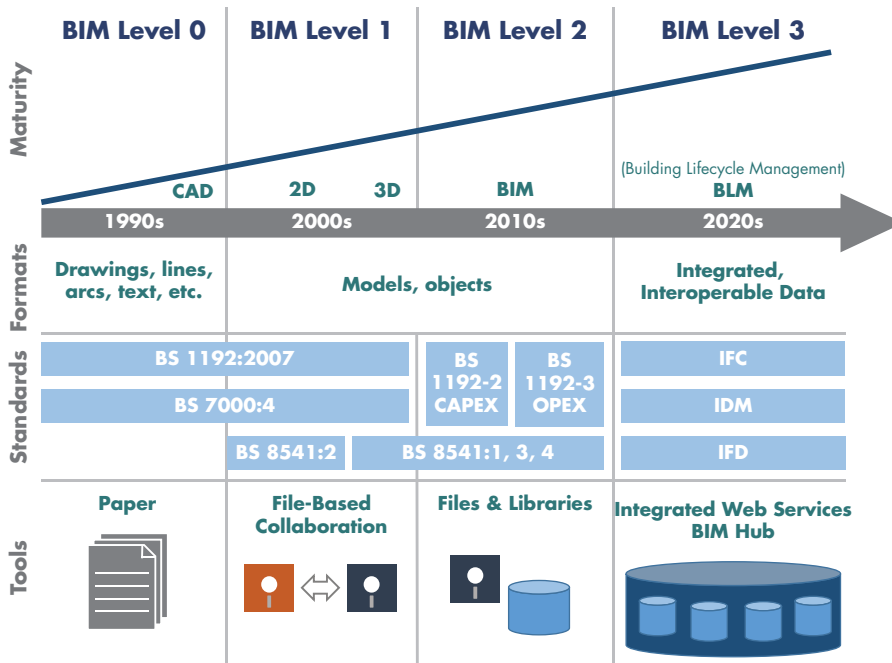 BIM Level 0
BIM Level 1
BIM Level 2
BIM Level 3
Maturity
(Building Lifecycle Management)
CAD
2D
3D
BIM
BLM
1990s
2000s
2010s
2020s
Formats
Drawings, lines,
arcs, text, etc.
Models, objects
Integrated,
Interoperable Data
Standards
BS 1192:2007
BS
1192-2
CAPEX
BS
1192-3
OPEX
IFC
BS 7000:4
IDM
BS 8541:2
BS 8541:1, 3, 4
IFD
Tools
Paper
File-Based
Collaboration
Files & Libraries
Integrated Web Services
BIM Hub